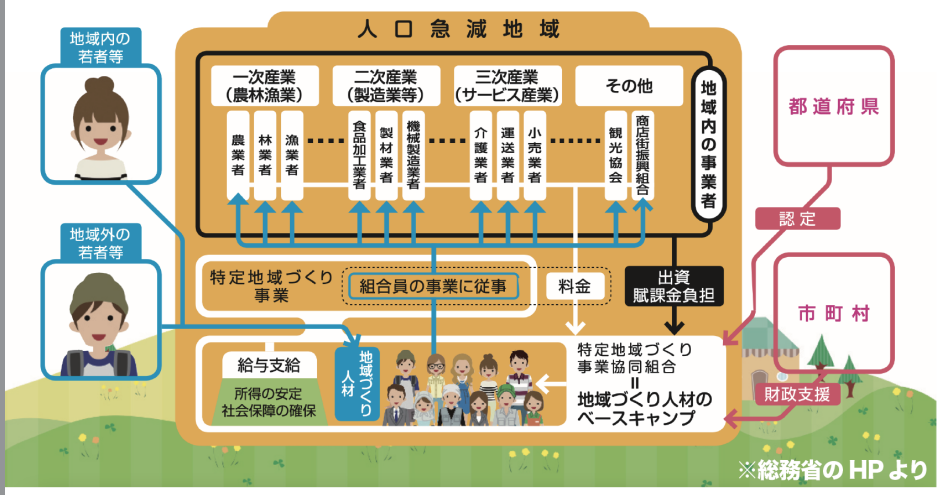 人口急減地域
地域内の
若者等
一次産業
(農林漁業)
二次産業
(製造業等)
三次産業
(サービス産業)
その他
地域内の事業者
農業者
林業者
漁業者
食品加工業者
製材業者
機械製造業者
介護業者
運送業者
小売業者
観光協会
商店街振興組合
都道府県
認定
地域外の
若者等
特定地域づくり
事業
組合員の事業に従事
料金
出資
賦課金負担
市町村
財政支援
給与支給
所得の安定
社会保障の確保
地域づくり
人材
特定地域づくり
事業協同組合
=
地域づくり人材の
ベースキャンプ
※総務省のHPより